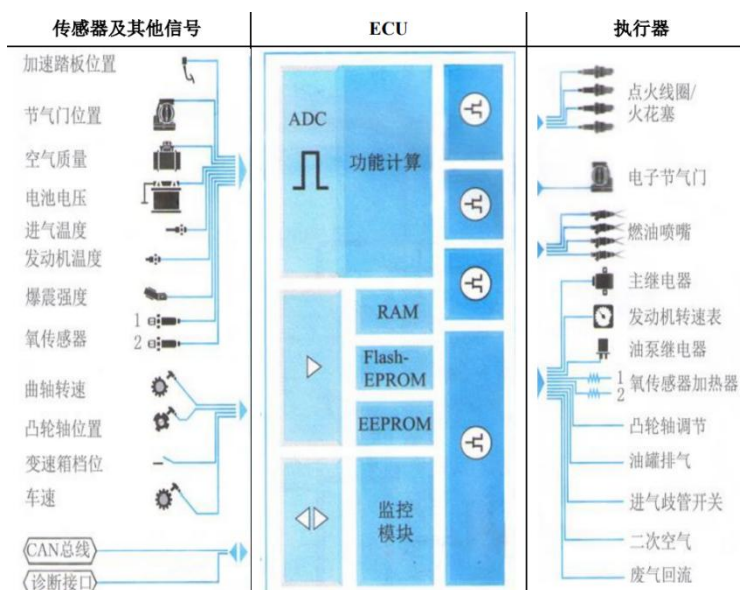 传感器及其他信号
ECU
执行器
加速踏板位置
节气门位置
空气质量
电池电压
进气温度
发动机温度
爆震强度
氧传感器
1
2
曲轴转速
凸轮轴位置
变速箱档位
车速
CAN总线
诊断接口
ADC
功能计算
RAM
Flash-
EPROM
EEPROM
监控
模块
点火线圈/
火花塞
电子节气门
燃油喷嘴
主继电器
发动机转速表
油泵继电器
1
2
氧传感器加热器
凸轮轴调节
油罐排气
进气歧管开关
二次空气
废气回流